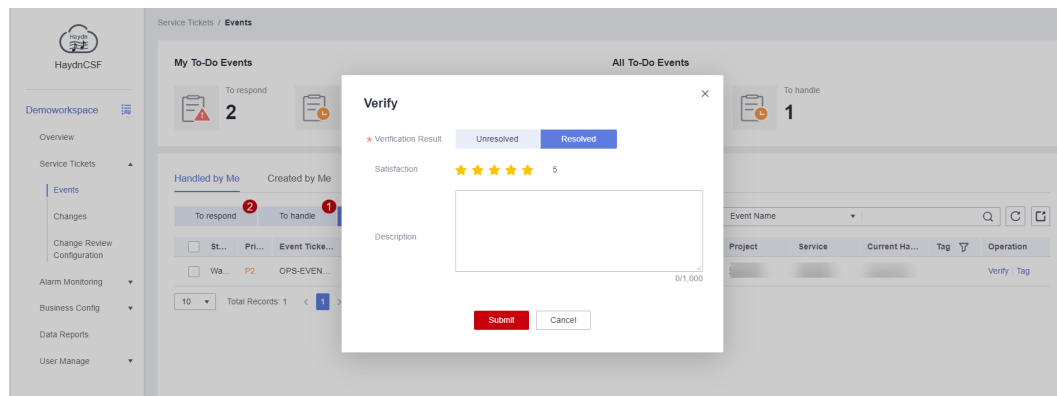 Service Tickets / Events
Haydn
HaydnCSF
Demoworkspace
Overview
Service Tickets
Events
Changes
Change Review
Configuration
Alarm Monitoring
Business Config
Data Reports
User Manage
My To-Do Events
To respond
2
All To-Do Events
To handle
1
Handled by Me
Created by Me
To respond
2
To handle
1
Event Name
St...
Pri...
Event Ticke...
Project
Service
Current Ha...
Tag
Operation
Wa...
P2
OPS-EVEN...
Verify
Tag
10
Total Records: 1
1
Verify
* Verification Result
Unresolved
Resolved
Satisfaction
5
Description
0/1,000
Submit
Cancel